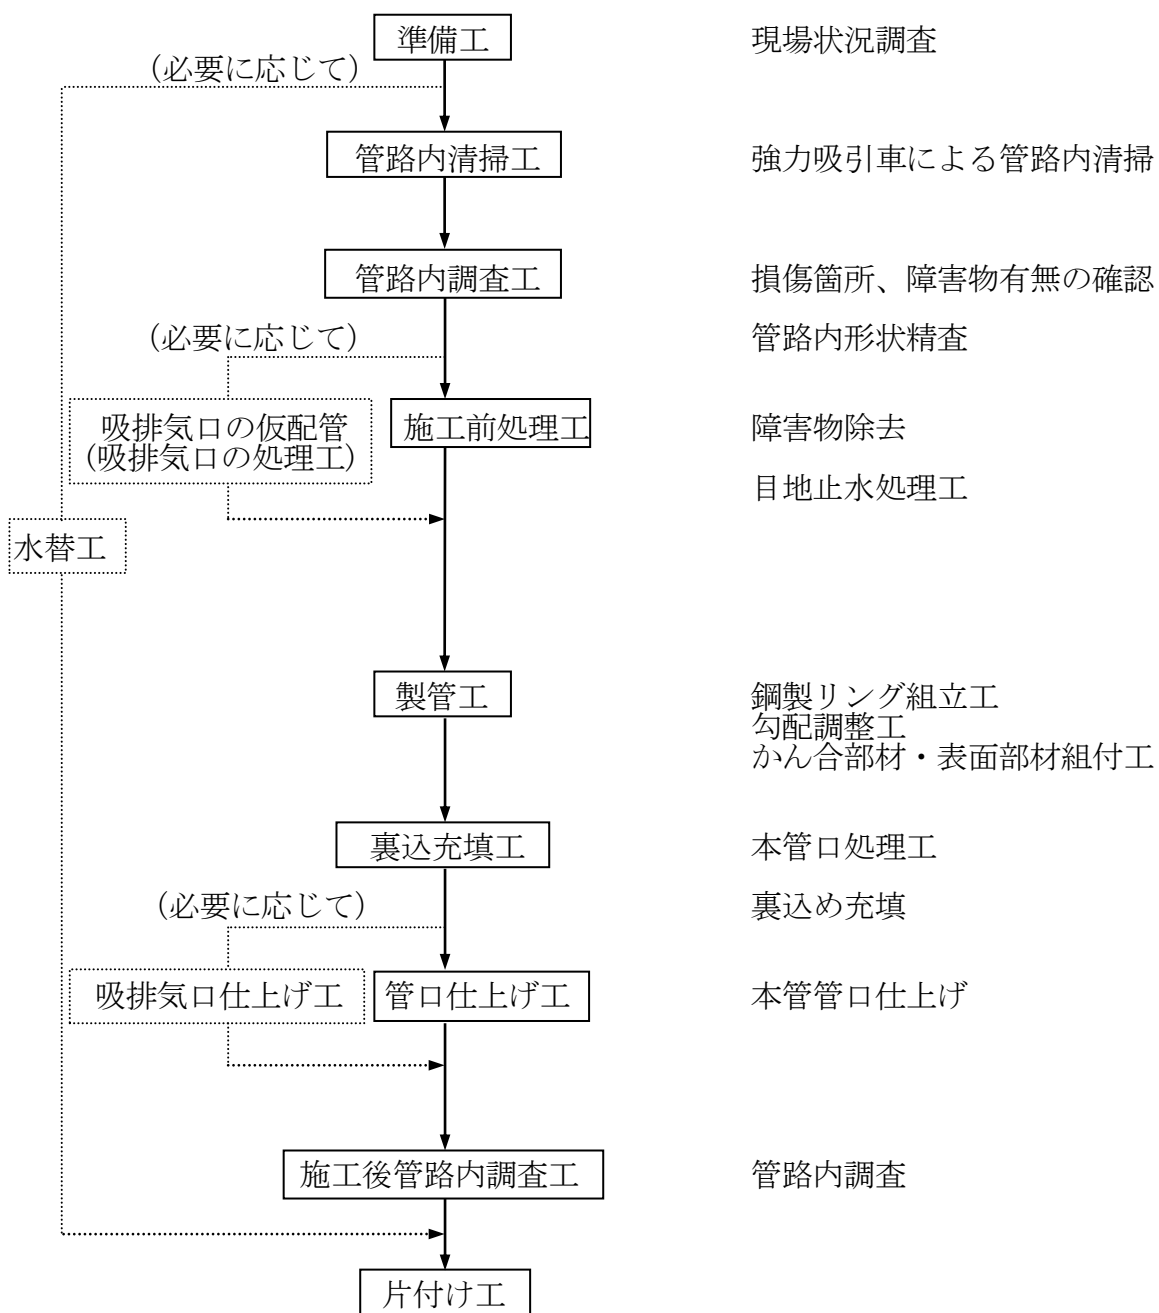 準備工
現場状況調査
（必要に応じて）
管路内清掃工
強力吸引車による管路内清掃
管路内調査工
損傷箇所、障害物有無の確認
（必要に応じて）
管路内形状精査
吸排気口の仮配管
（吸排気口の処理工）
施工前処理工
障害物除去
目地止水処理工
水替工
製管工
鋼製リング組立工
勾配調整工
かん合部材・表面部材組付工
裏込充填工
本管口処理工
（必要に応じて）
裏込め充填
吸排気口仕上げ工
管口仕上げ工
本管管口仕上げ
施工後管路内調査工
管路内調査
片付け工